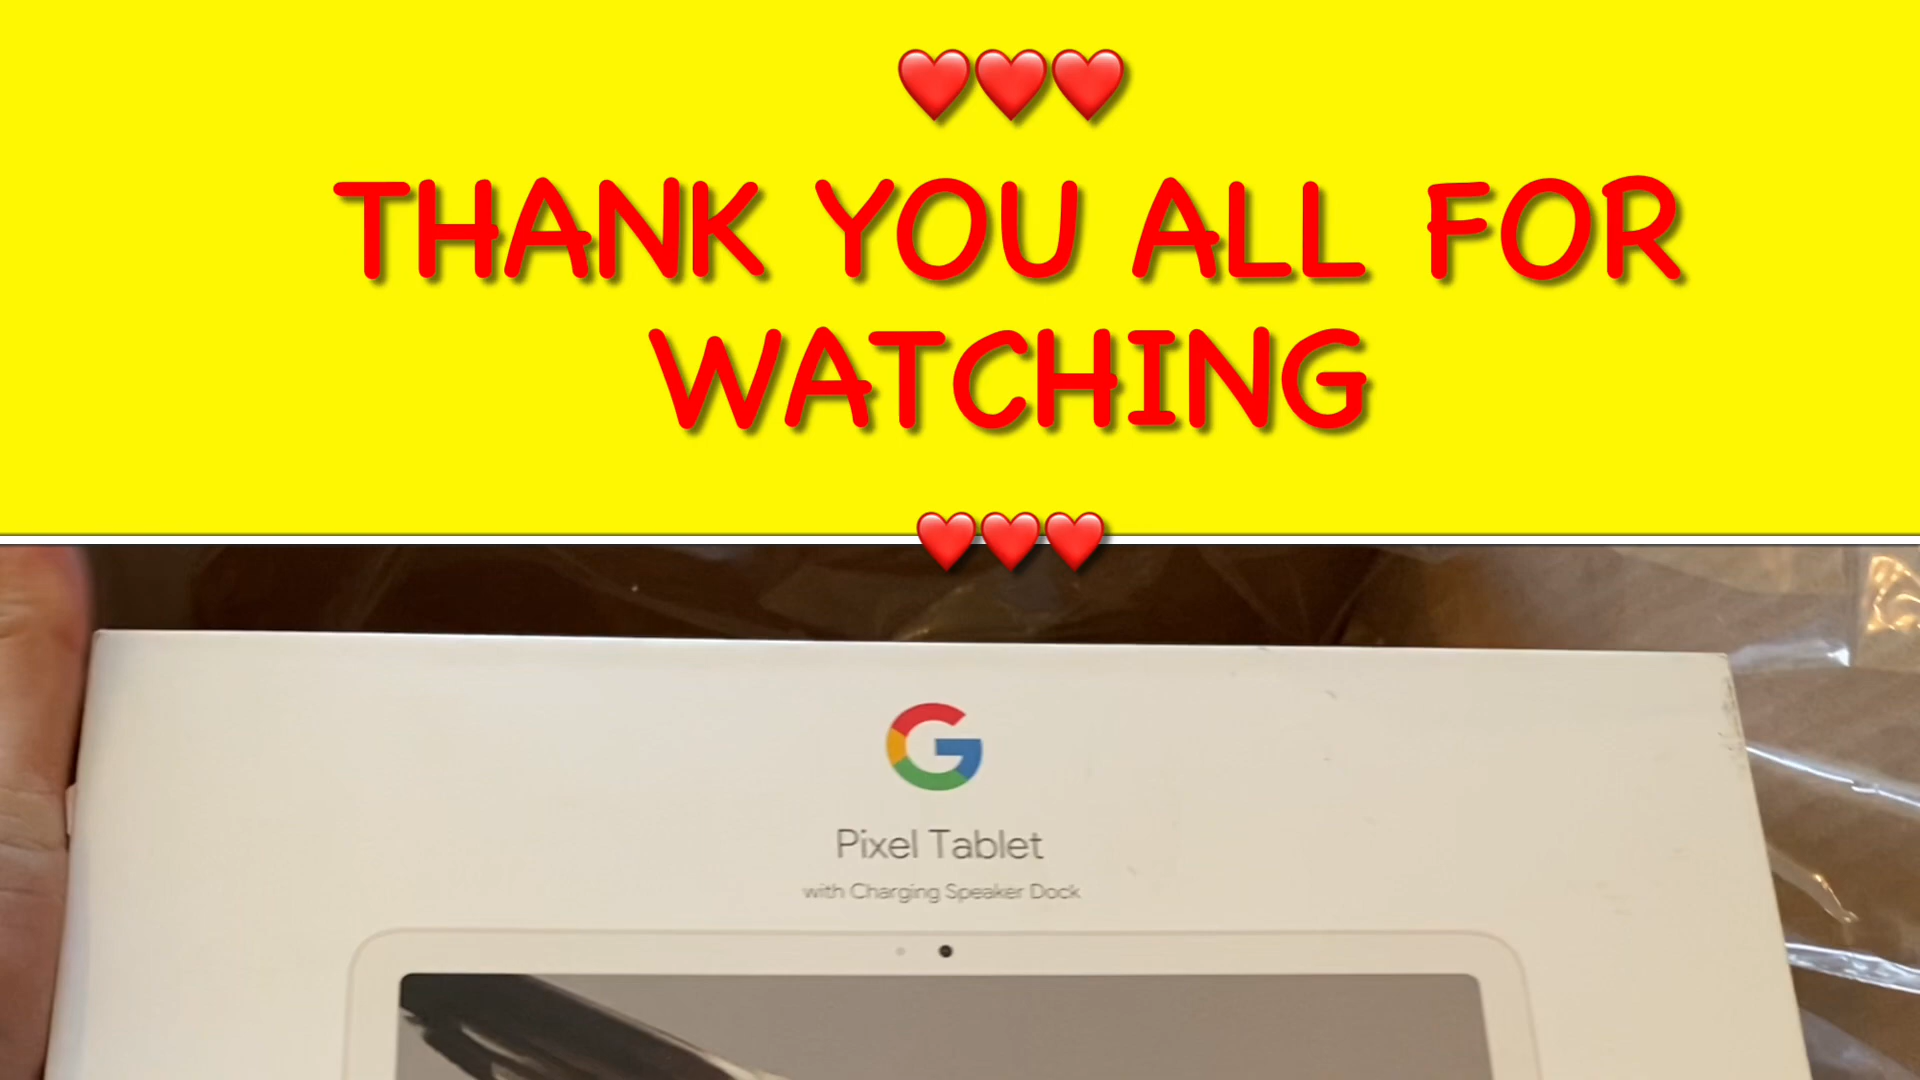 ❤️❤️❤️
THANK YOU ALL FOR
WATCHING
❤️❤️❤️
G
Pixel Tablet
with Charging Speaker Dock